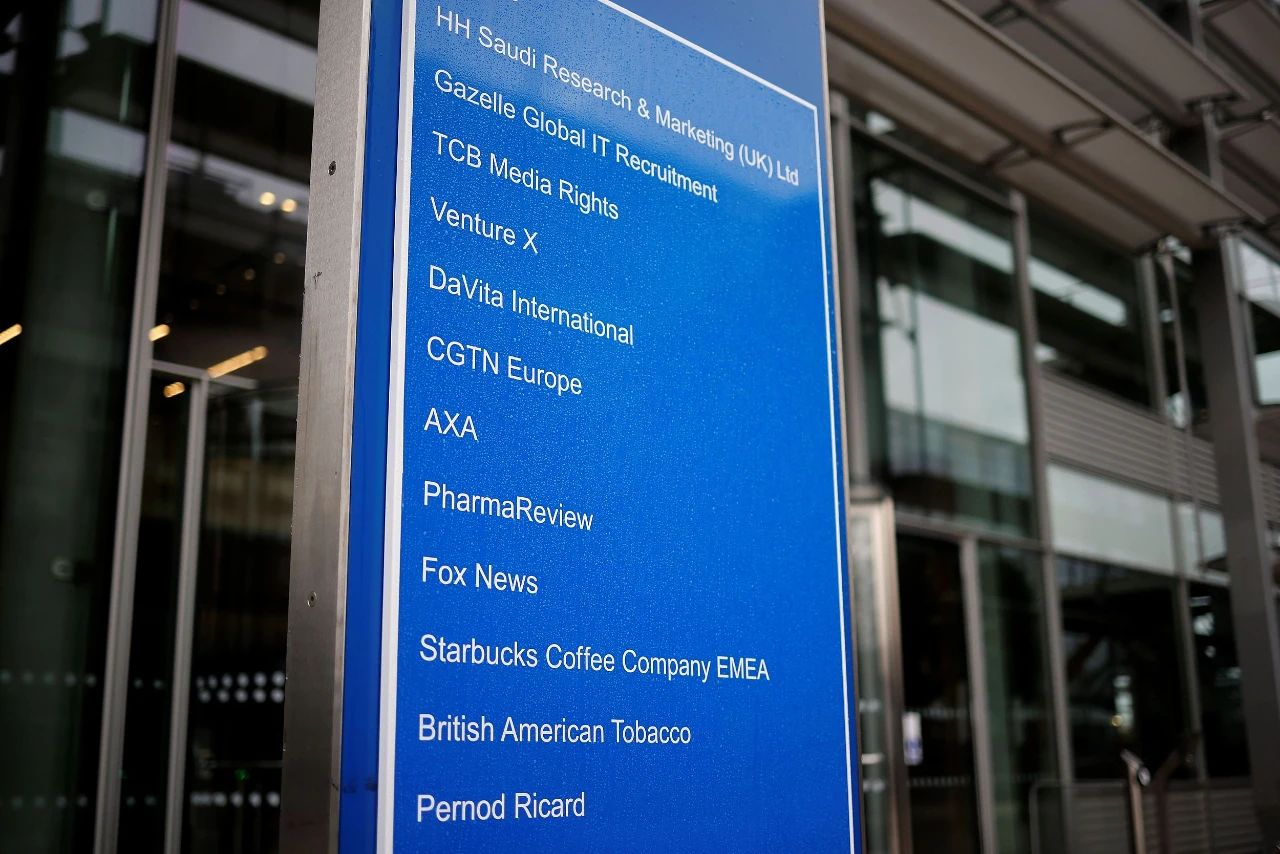 HH Saudi Research & Marketing (UK) Ltd
Gazelle Global IT Recruitment
TCB Media Rights
Venture X
DaVita International
CGTN Europe
AXA
PharmaReview
Fox News
Starbucks Coffee Company EMEA
British American Tobacco
Pernod Ricard